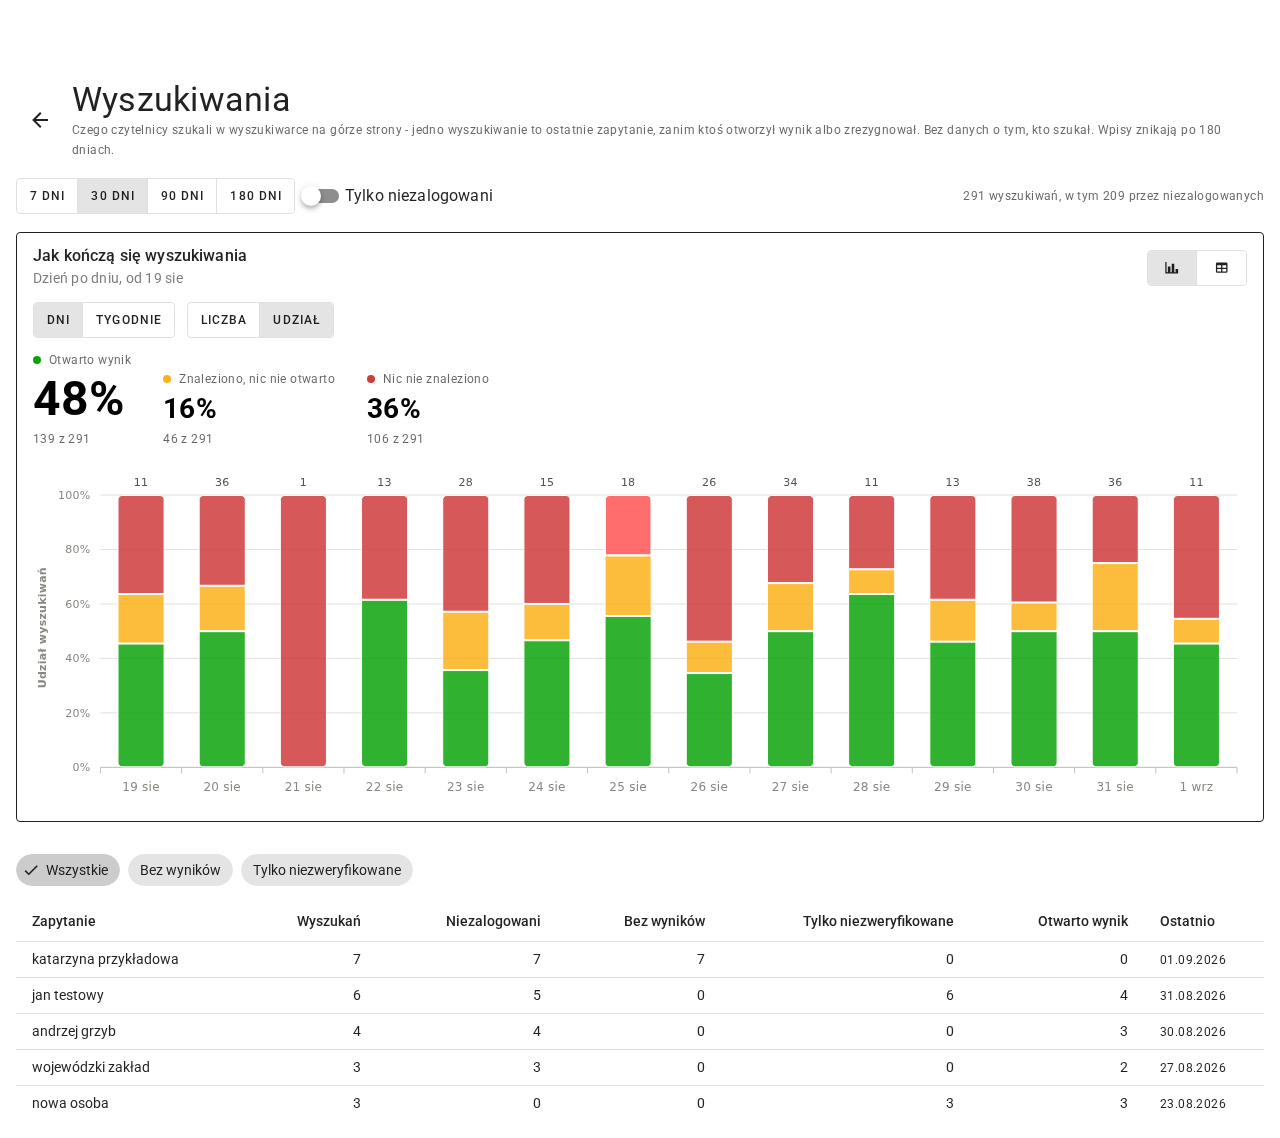 Wyszukiwania
Czego czytelnicy szukali w wyszukiwarce na górze strony - jedno wyszukiwanie to ostatnie zapytanie, zanim ktoś otworzył wynik albo zrezygnował. Bez danych o tym, kto szukał. Wpisy znikają po 180
dniach.
7 DNI 30 DNI 90 DNI 180 DNI Tylko niezalogowani 291 wyszukiwań, w tym 209 przez niezalogowanych
Jak kończą się wyszukiwania
Dzień po dniu, od 19 sie
DNI TYGODNIE LICZBA UDZIAŁ
Otwarto wynik
48%
139 z 291
Znaleziono, nic nie otwarto
16%
46 z 291
Nic nie znaleziono
36%
106 z 291
11 36 1 13 28 15 18 26 34 11 13 38 36 11
100%
80%
60%
40%
20%
0%
Udział wyszukiwań
19 sie 20 sie 21 sie 22 sie 23 sie 24 sie 25 sie 26 sie 27 sie 28 sie 29 sie 30 sie 31 sie 1 wrz
Wszystkie Bez wyników Tylko niezweryfikowane
Zapytanie Wyszukań Niezalogowani Bez wyników Tylko niezweryfikowane Otwarto wynik Ostatnio
katarzyna przykładowa 7 7 7 0 0 01.09.2026
jan testowy 6 5 0 6 4 31.08.2026
andrzej grzyb 4 4 0 0 3 30.08.2026
wojewódzki zakład 3 3 0 0 2 27.08.2026
nowa osoba 3 0 0 3 3 23.08.2026